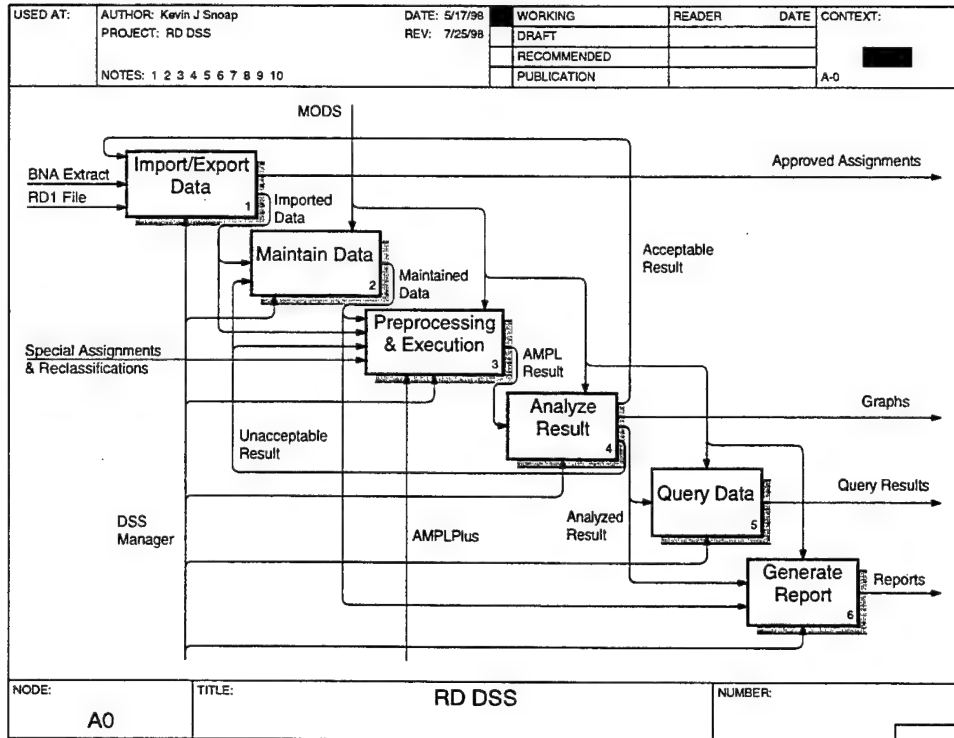 USED AT:
AUTHOR: Kevin J Snoap
DATE: 5/17/98
PROJECT: RD DSS
REV: 7/25/98
NOTES: 1 2 3 4 5 6 7 8 9 10
WORKING
DRAFT
RECOMMENDED
PUBLICATION
READER
DATE
CONTEXT:
A-0
MODS
Import/Export
Data
1
BNA Extract
RD1 File
Approved Assignments
Imported
Data
Maintain Data
2
Maintained
Data
Acceptable
Result
Preprocessing
& Execution
3
Special Assignments
& Reclassifications
AMPL
Result
Analyze
Result
4
Graphs
Unacceptable
Result
Query Data
5
Query Results
DSS
Manager
AMPLPlus
Analyzed
Result
Generate
Report
6
Reports
NODE:
A0
TITLE:
RD DSS
NUMBER: